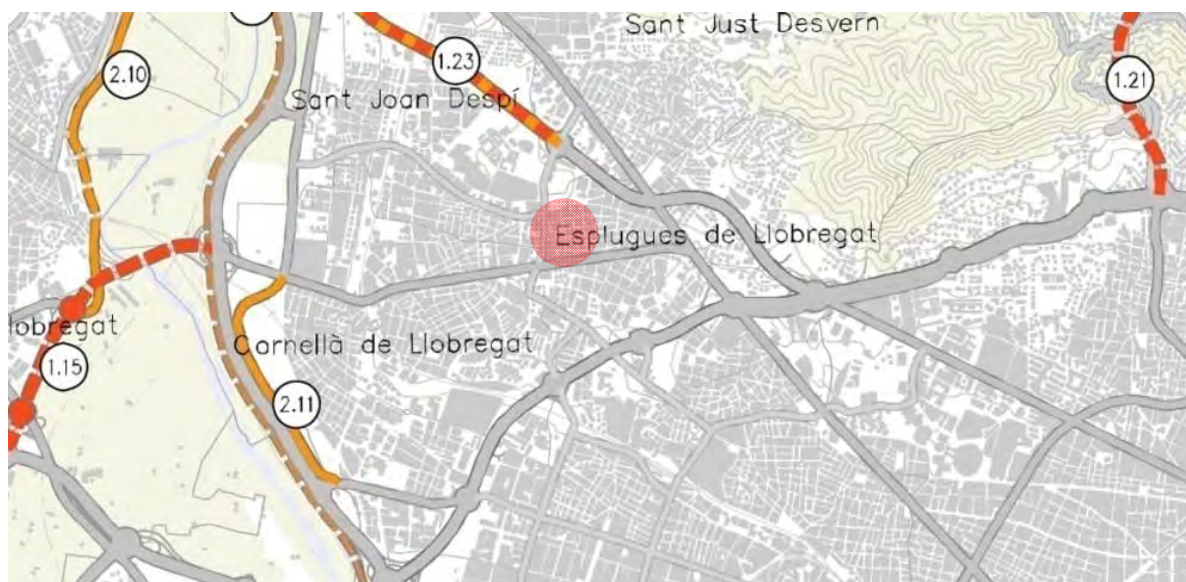 Sant Just Desvern
1.23
2.10
1.21
Sant Joan Despí
Esplugues de Llobregat
lobregat
Cornellà de Llobregat
1.15
2.11